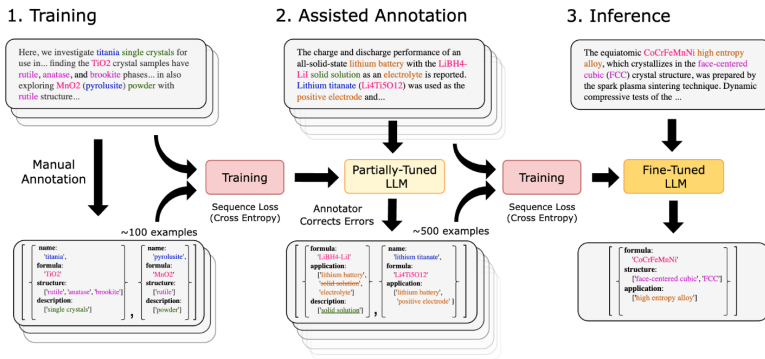 1. Training
2. Assisted Annotation
3. Inference
Here, we investigate titania single crystals for
use in... finding the TiO2 crystal samples have
rutile, anatase, and brookite phases... in also
exploring MnO2 (pyrolusite) powder with
rutile structure...
The charge and discharge performance of an
all-solid-state lithium battery with the LiBH4-
LiI solid solution as an electrolyte is reported.
Lithium titanate (Li4Ti5O12) was used as the
positive electrode and...
The equiatomic CoCrFeMnNi high entropy
alloy, which crystallizes in the face-centered
cubic (FCC) crystal structure, was prepared by
the spark plasma sintering technique. Dynamic
compressive tests of the ...
Manual
Annotation
Training
Sequence Loss
(Cross Entropy)
Partially-Tuned
LLM
Annotator
Corrects Errors
Training
Sequence Loss
(Cross Entropy)
Fine-Tuned
LLM
~100 examples
~500 examples
name:
'titania',
formula:
'TiO2'
structure:
['rutile', 'anatase', 'brookite']
description:
['single crystals']
,
name:
'pyrolusite',
formula:
'MnO2'
structure:
['rutile']
description:
['powder']
formula:
'LiBH4-LiI'
application:
['lithium battery',
'solid solution',
'electrolyte']
description:
['solid solution']
,
name:
'lithium titanate',
formula:
'Li4Ti5O12'
application:
['lithium battery',
'positive electrode' ]
formula:
'CoCrFeMnNi'
structure:
['face-centered cubic', 'FCC']
application:
['high entropy alloy']